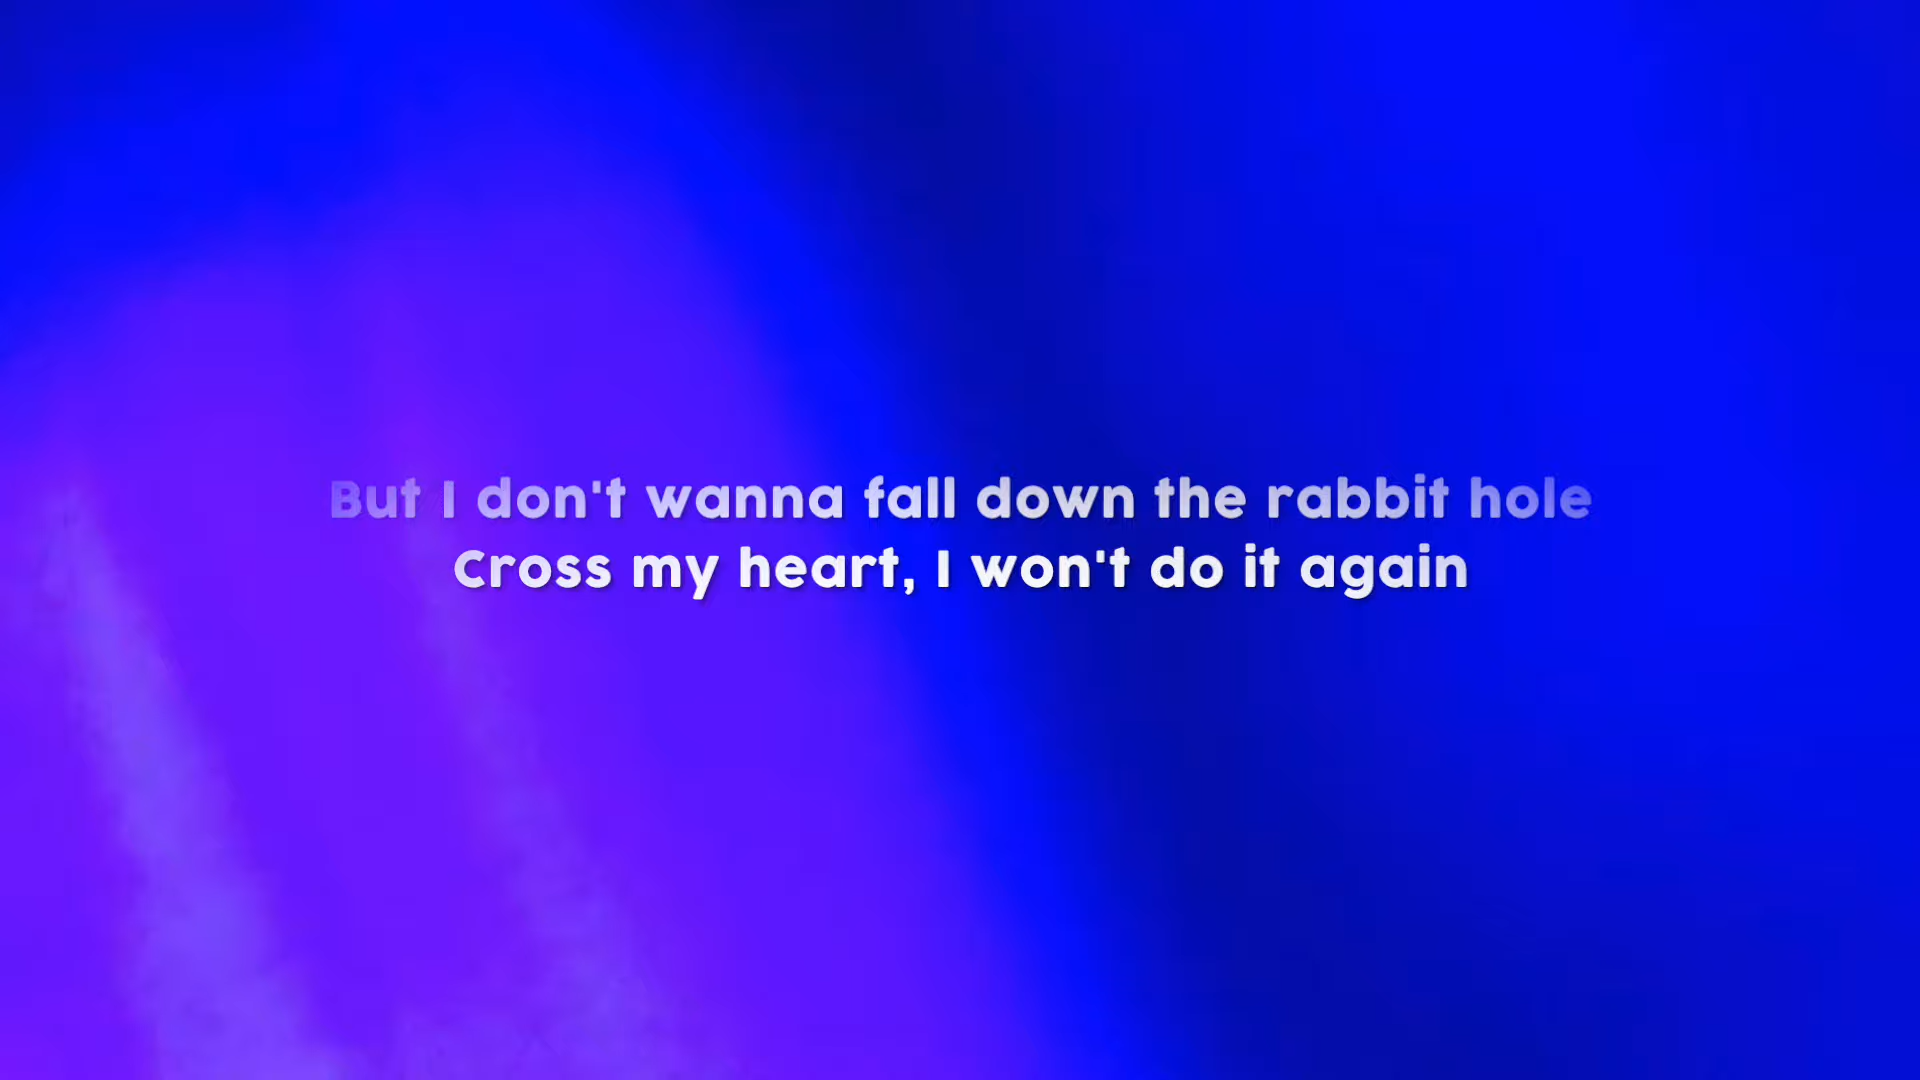 But I don't wanna fall down the rabbit hole
Cross my heart, I won't do it again